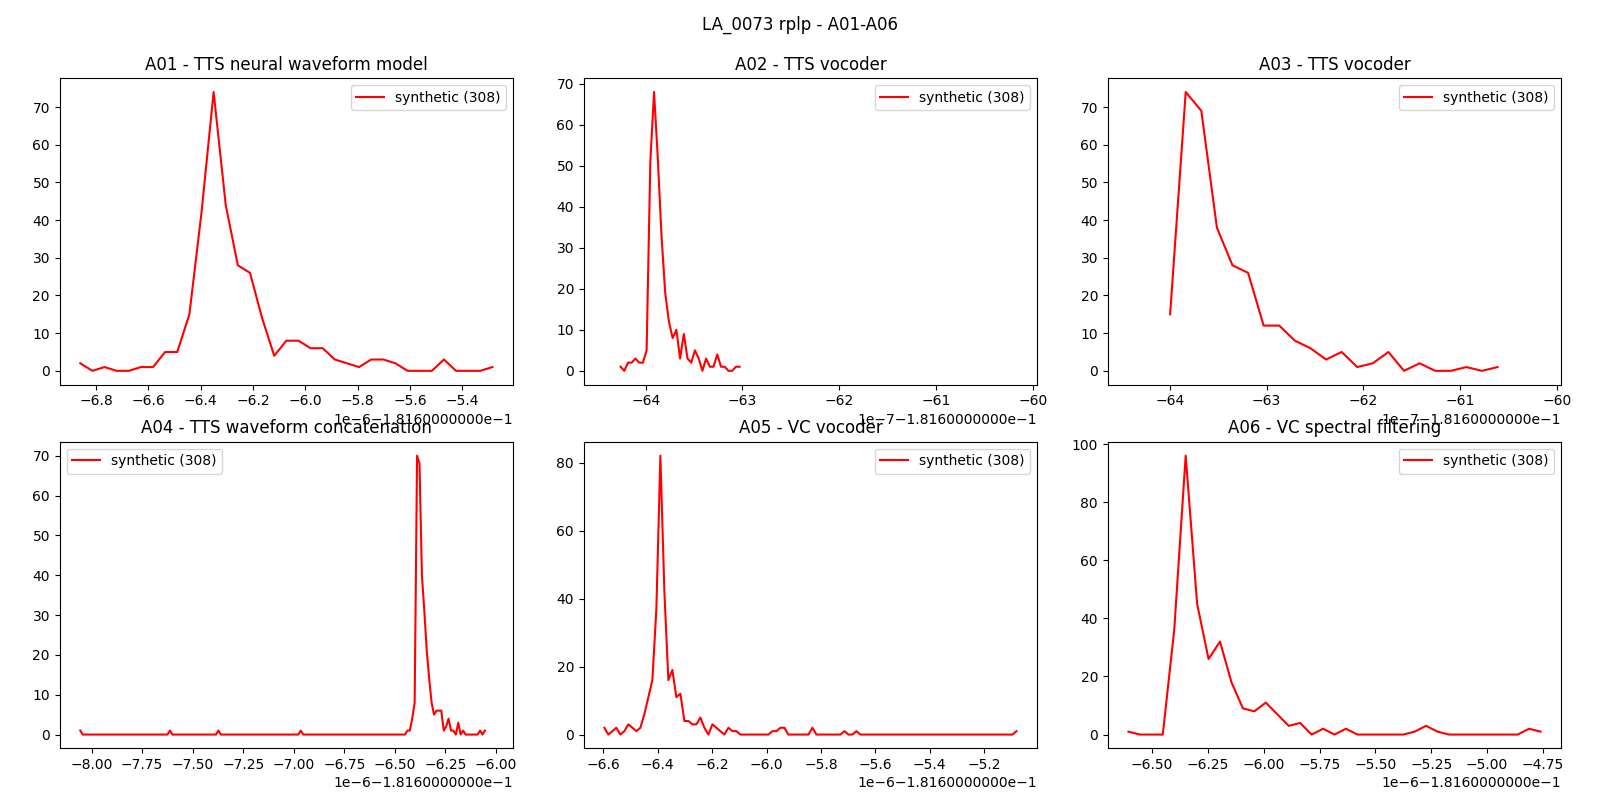 LA_0073 rplp - A01-A06
A01 - TTS neural waveform model
A02 - TTS vocoder
A03 - TTS vocoder
synthetic (308)
synthetic (308)
synthetic (308)
70
60
50
40
30
20
10
0
70
60
50
40
30
20
10
0
70
60
50
40
30
20
10
0
−6.8 −6.6 −6.4 −6.2 −6.0 −5.8 −5.6 −5.4
1e−6−1.8160000000e−1
−64 −63 −62 −61 −60
1e−7−1.8160000000e−1
−64 −63 −62 −61 −60
1e−7−1.8160000000e−1
A04 - TTS waveform concatenation
A05 - VC vocoder
A06 - VC spectral filtering
synthetic (308)
synthetic (308)
synthetic (308)
70
60
50
40
30
20
10
0
80
60
40
20
0
100
80
60
40
20
0
−8.00 −7.75 −7.50 −7.25 −7.00 −6.75 −6.50 −6.25 −6.00
1e−6−1.8160000000e−1
−6.6 −6.4 −6.2 −6.0 −5.8 −5.6 −5.4 −5.2
1e−6−1.8160000000e−1
−6.50 −6.25 −6.00 −5.75 −5.50 −5.25 −5.00 −4.75
1e−6−1.8160000000e−1